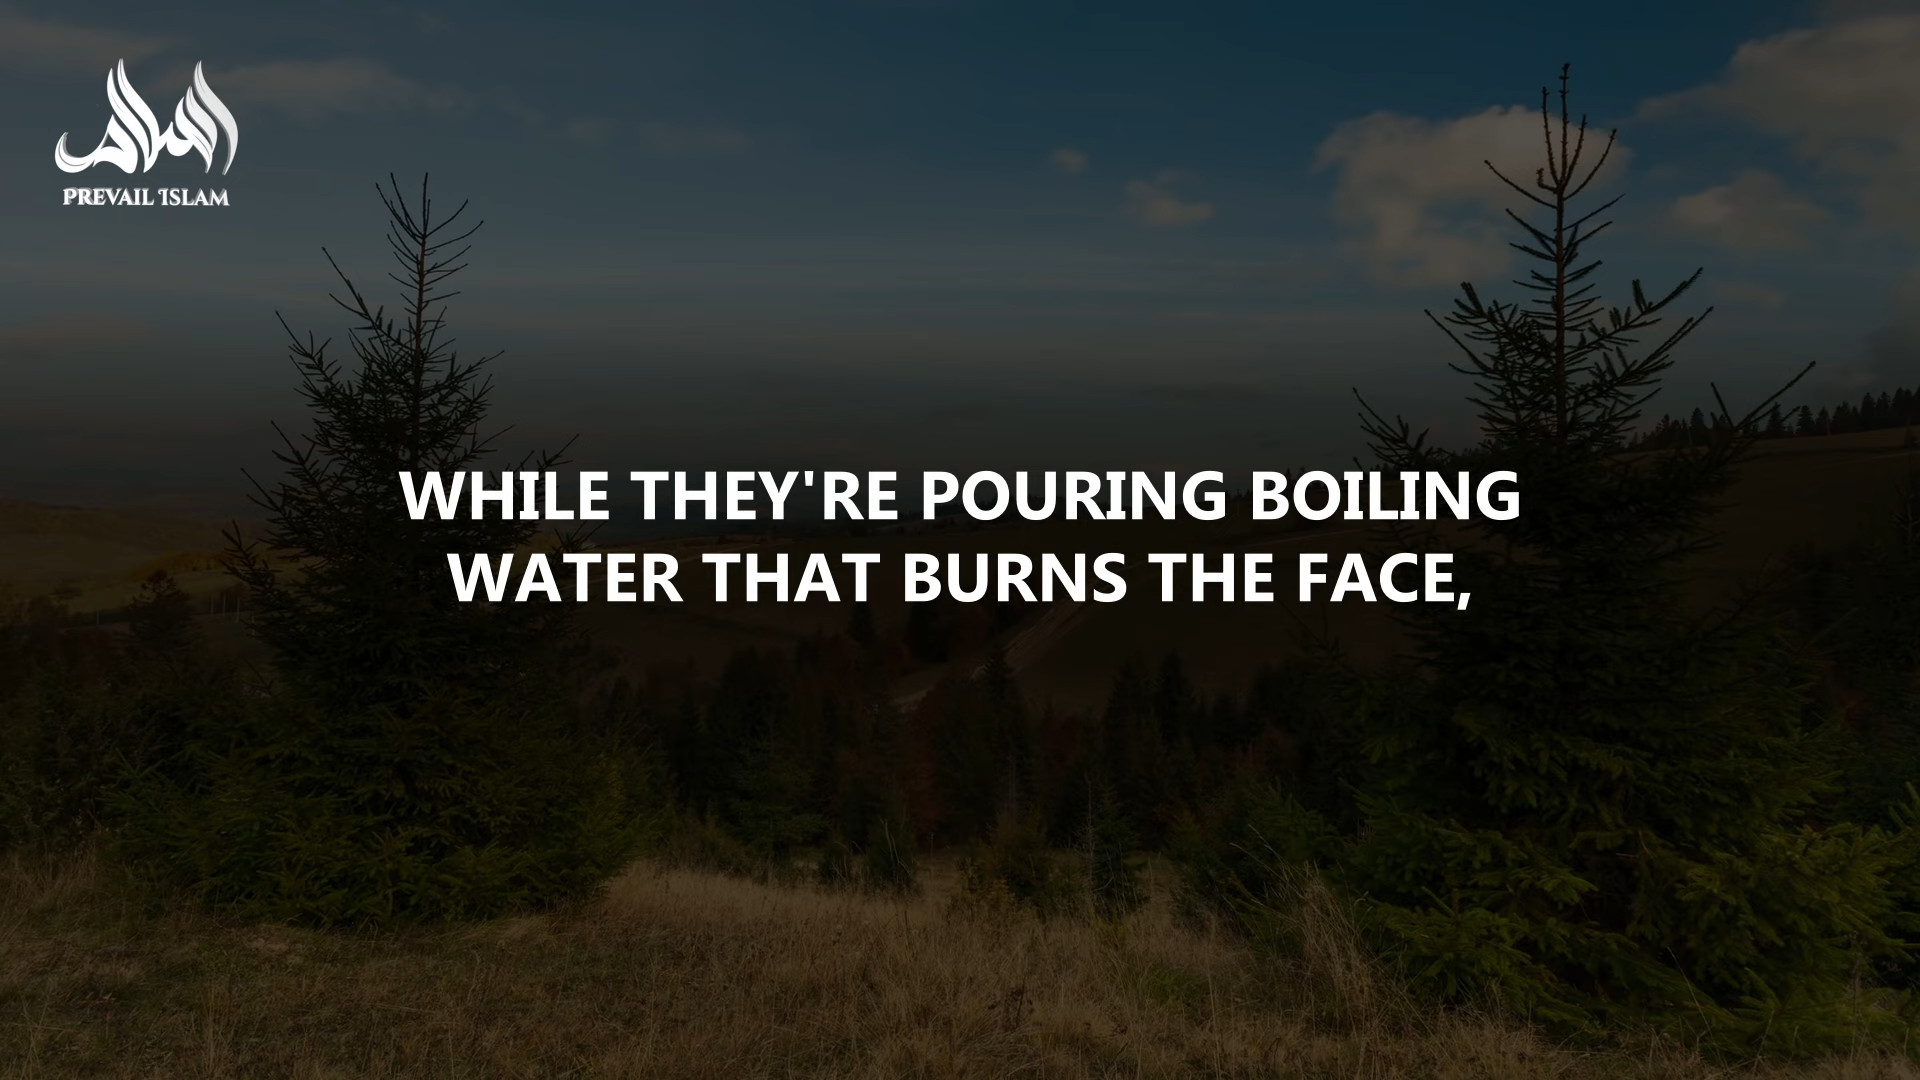 PREVAIL ISLAM
WHILE THEY'RE POURING BOILING
WATER THAT BURNS THE FACE,